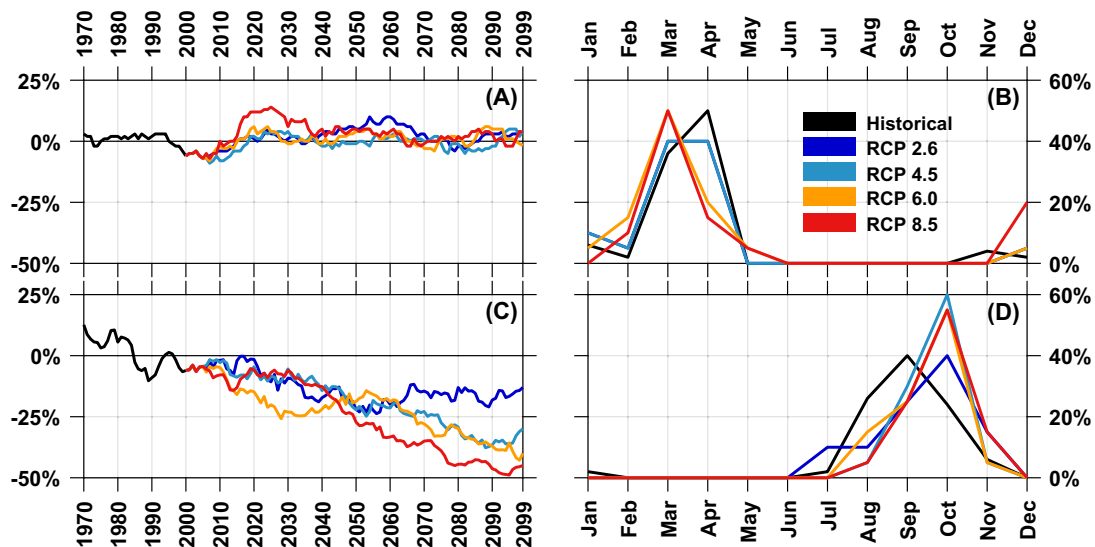 1970 1980 1990 2000 2010 2020 2030 2040 2050 2060 2070 2080 2090 2099
Jan Feb Mar Apr May Jun Jul Aug Sep Oct Nov Dec
25%
0%
-25%
-50%
(A)
60%
40%
20%
0%
(B)
Historical
RCP 2.6
RCP 4.5
RCP 6.0
RCP 8.5
25%
0%
-25%
-50%
(C)
60%
40%
20%
0%
(D)
1970 1980 1990 2000 2010 2020 2030 2040 2050 2060 2070 2080 2090 2099
Jan Feb Mar Apr May Jun Jul Aug Sep Oct Nov Dec